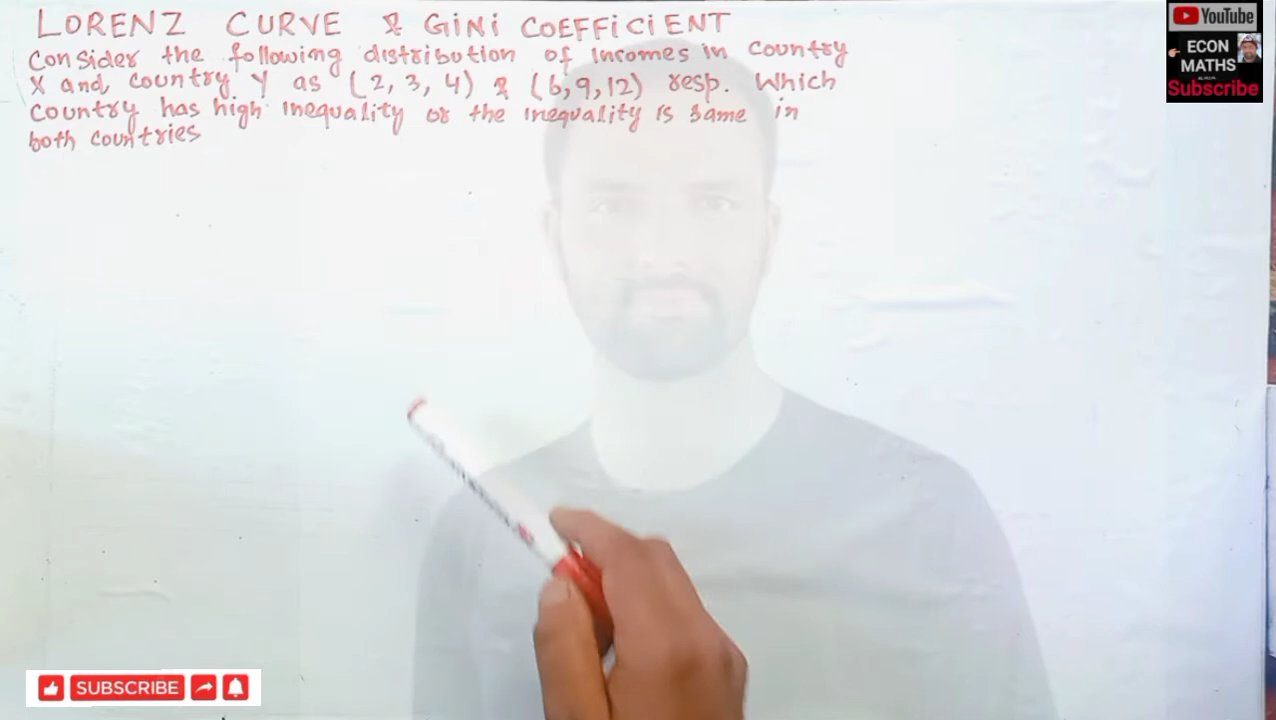 LORENZ CURVE & GINI COEFFICIENT
Consider the following distribution of Incomes in Country
X and Country Y as (2, 3, 4) & (6, 9, 12) resp. Which
Country has high inequality or the inequality is same in
both countries
YouTube
ECON
MATHS
Subscribe
SUBSCRIBE